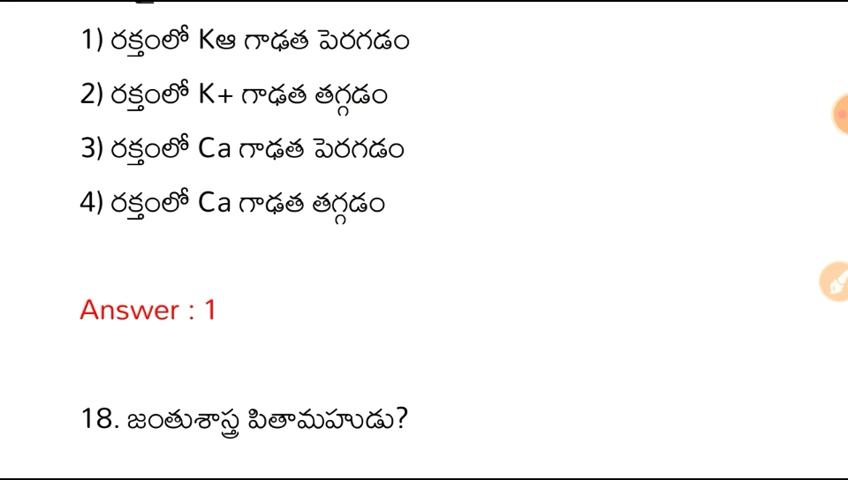 1) రక్తంలో Kఆ గాఢత పెరగడం
2) రక్తంలో K+ గాఢత తగ్గడం
3) రక్తంలో Ca గాఢత పెరగడం
4) రక్తంలో Ca గాఢత తగ్గడం
Answer : 1
18. జంతుశాస్త్ర పితామహుడు?